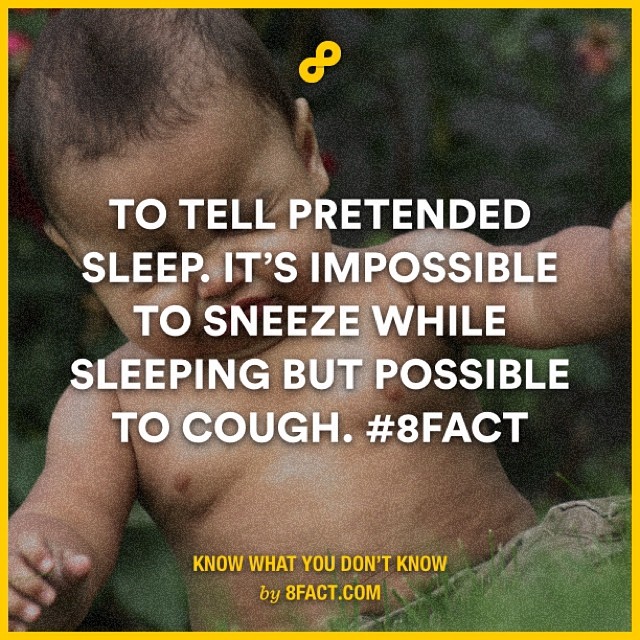 TO TELL PRETENDED
SLEEP. IT'S IMPOSSIBLE
TO SNEEZE WHILE
SLEEPING BUT POSSIBLE
TO COUGH. #8FACT
KNOW WHAT YOU DON'T KNOW
by 8FACT.COM